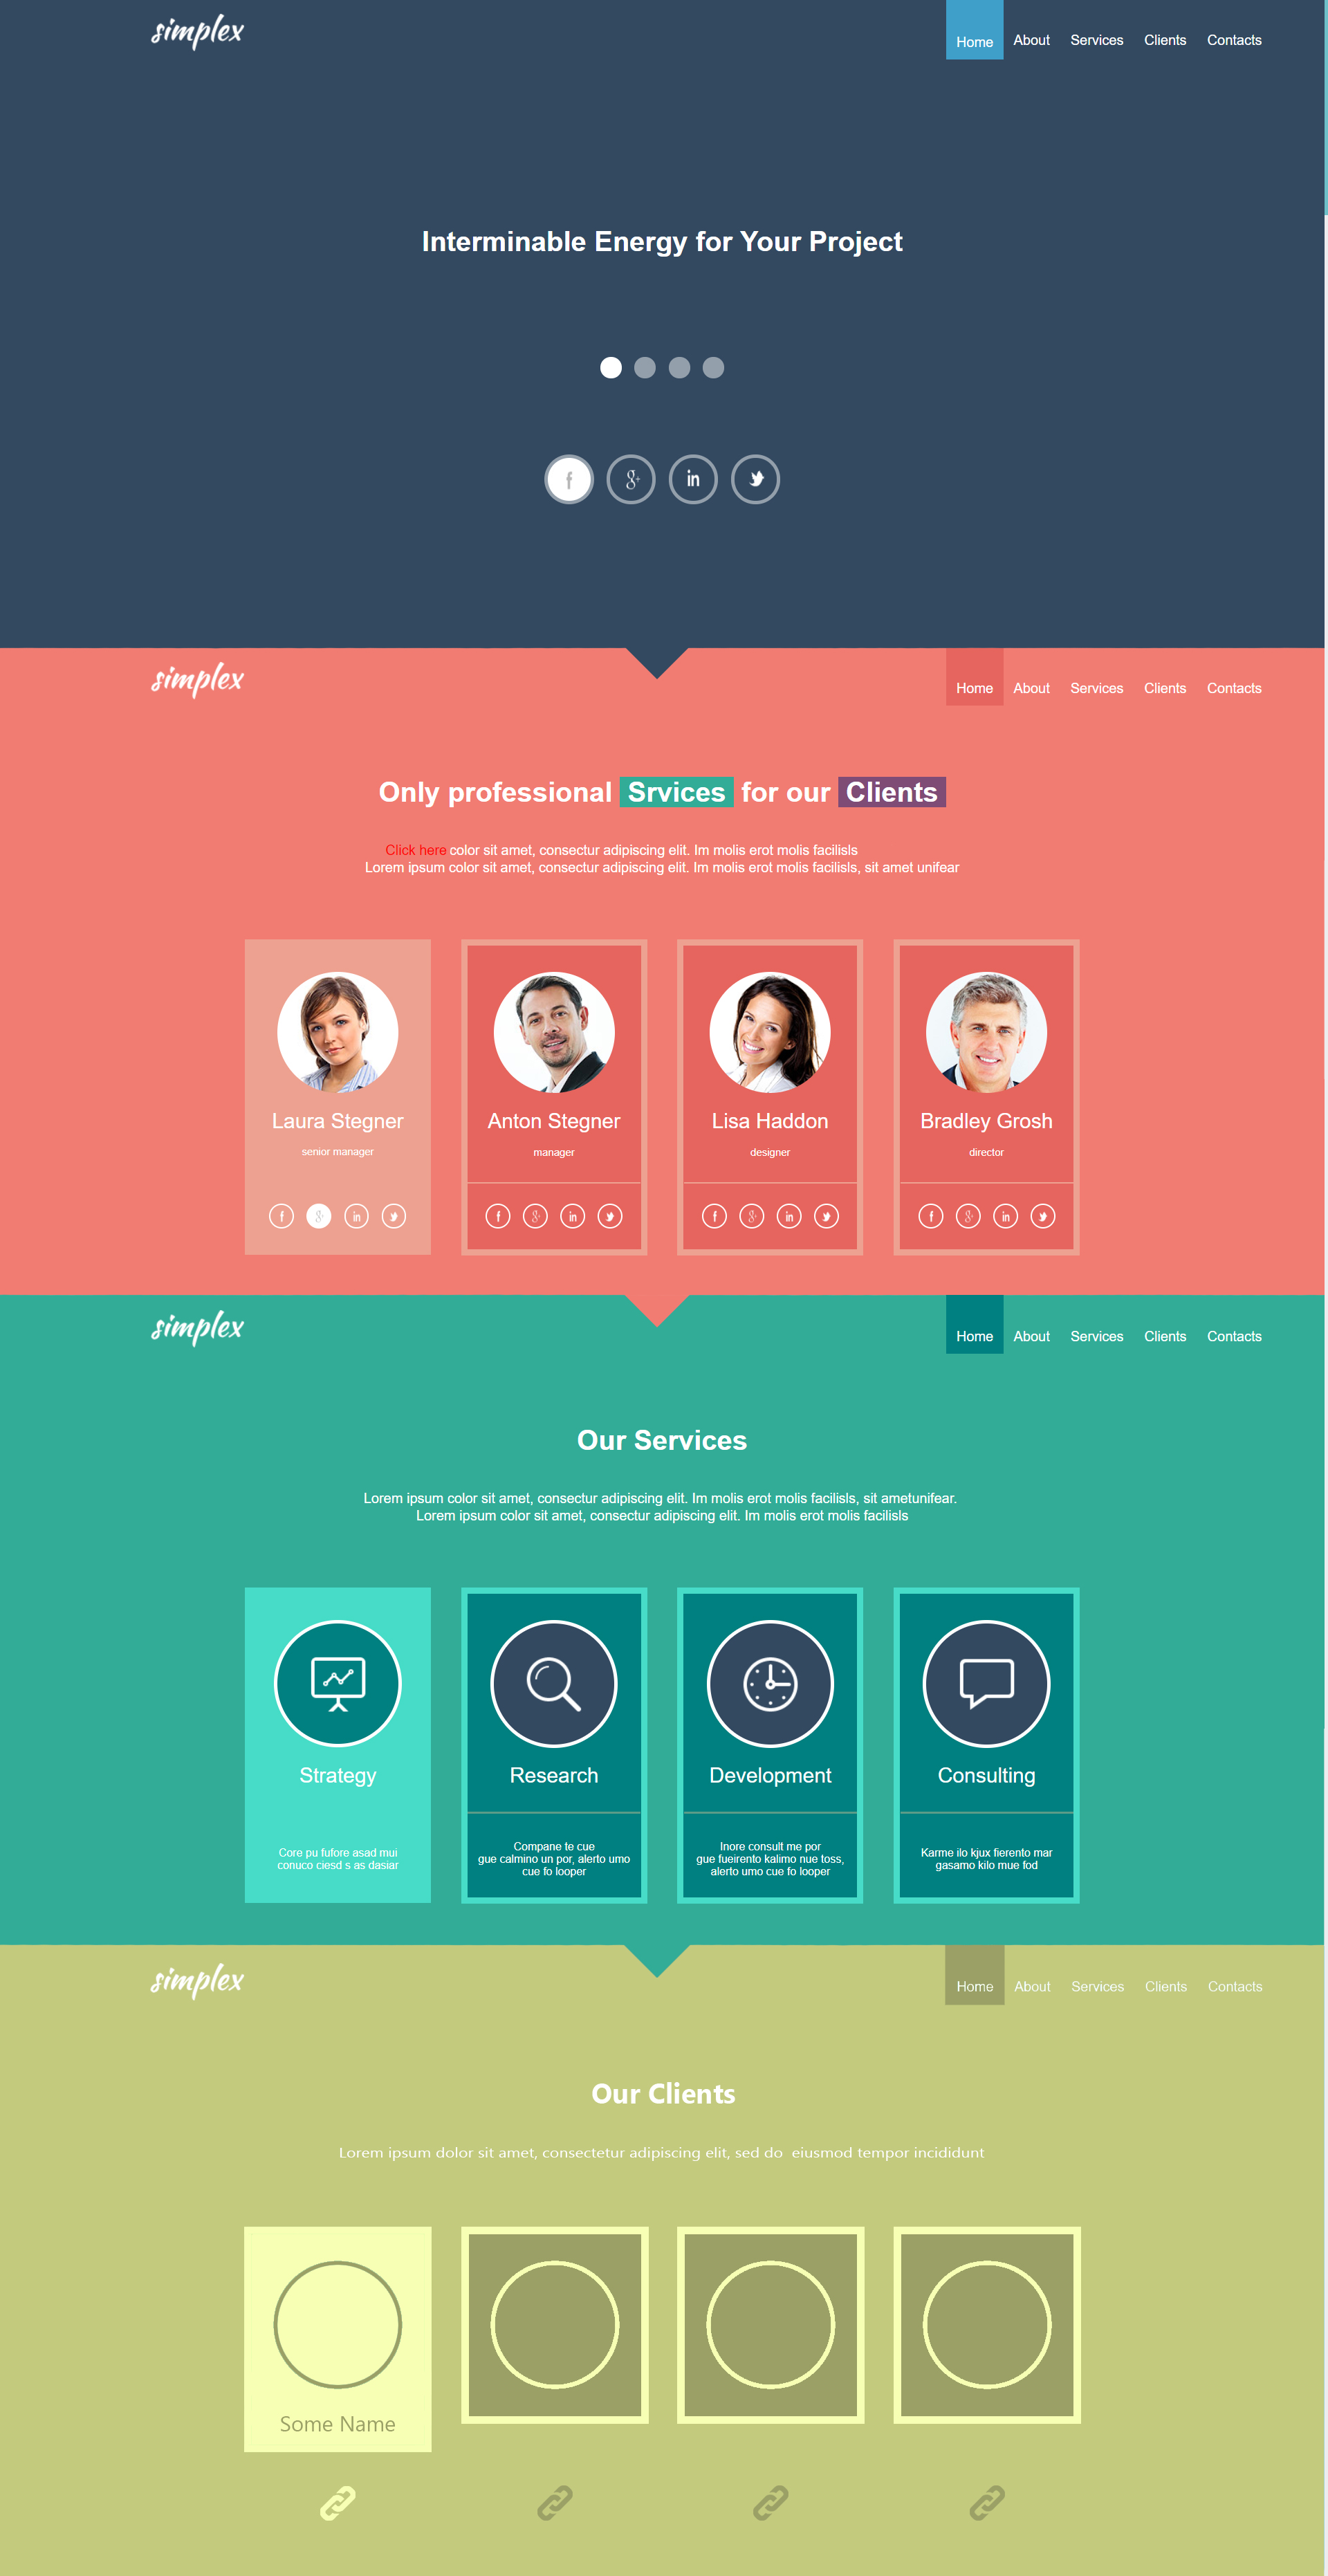 simplex
Home About Services Clients Contacts
Interminable Energy for Your Project
f g+ in
simplex
Home About Services Clients Contacts
Only professional Srvices for our Clients
Click here color sit amet, consectur adipiscing elit. Im molis erot molis facilisls
Lorem ipsum color sit amet, consectur adipiscing elit. Im molis erot molis facilisls, sit amet unifear
Laura Stegner
senior manager
f g+ in
Anton Stegner
manager
f g+ in
Lisa Haddon
designer
f g+ in
Bradley Grosh
director
f g+ in
simplex
Home About Services Clients Contacts
Our Services
Lorem ipsum color sit amet, consectur adipiscing elit. Im molis erot molis facilisls, sit ametunifear.
Lorem ipsum color sit amet, consectur adipiscing elit. Im molis erot molis facilisls
Strategy
Core pu fufore asad mui
conuco ciesd s as dasiar
Research
Compane te cue
gue calmino un por, alerto umo
cue fo looper
Development
Inore consult me por
gue fueirento kalimo nue toss,
alerto umo cue fo looper
Consulting
Karme ilo kjux fierento mar
gasamo kilo mue fod
simplex
Home About Services Clients Contacts
Our Clients
Lorem ipsum dolor sit amet, consectetur adipiscing elit, sed do eiusmod tempor incididunt
Some Name